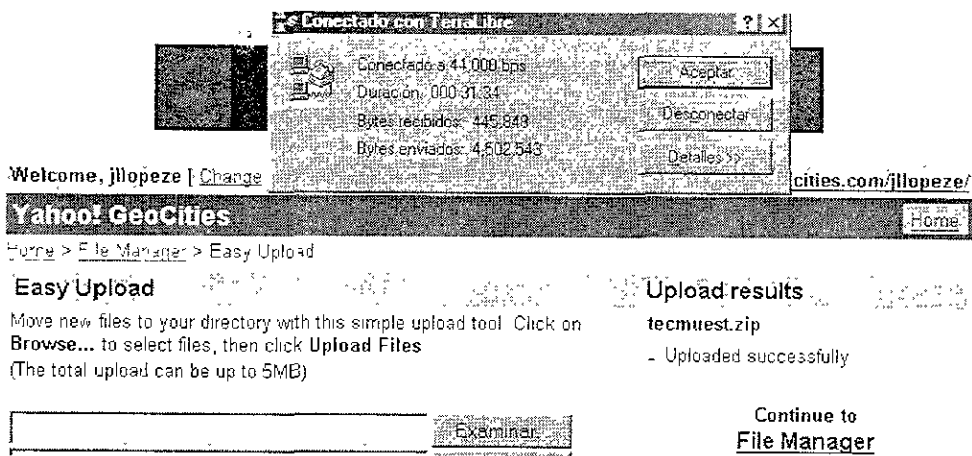 Conectado con TerraLibre
Conectado a 44,000 bps
Duración: 000:31:34
Bytes recibidos: 445,848
Bytes enviados: 4,502,543
Aceptar
Desconectar
Detalles >>
Welcome, jllopeze [ Change
cities.com/jllopeze/
Yahoo! GeoCities
Home
Home > File Manager > Easy Upload
Easy Upload
Move new files to your directory with this simple upload tool. Click on
Browse... to select files, then click Upload Files
(The total upload can be up to 5MB)
Examinar...
Upload results
tecmuest.zip
- Uploaded successfully
Continue to
File Manager